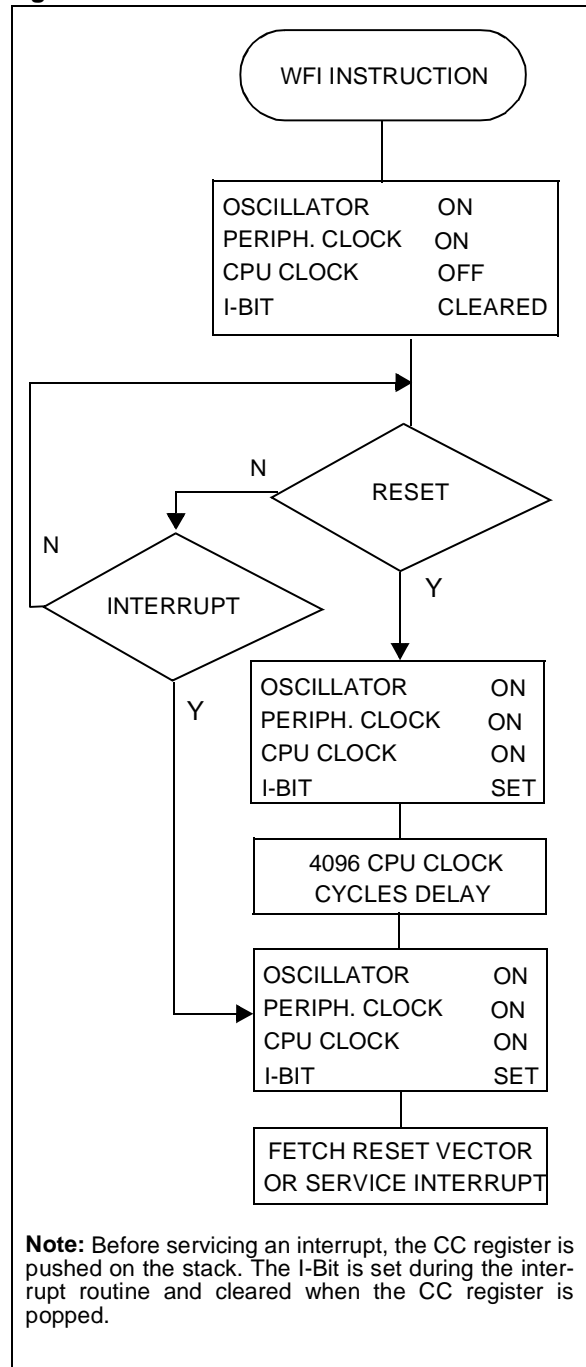 WFI INSTRUCTION
OSCILLATOR ON
PERIPH. CLOCK ON
CPU CLOCK OFF
I-BIT CLEARED
N
RESET
N
INTERRUPT
Y
Y
OSCILLATOR ON
PERIPH. CLOCK ON
CPU CLOCK ON
I-BIT SET
4096 CPU CLOCK
CYCLES DELAY
OSCILLATOR ON
PERIPH. CLOCK ON
CPU CLOCK ON
I-BIT SET
FETCH RESET VECTOR
OR SERVICE INTERRUPT
Note: Before servicing an interrupt, the CC register is
pushed on the stack. The I-Bit is set during the inter-
rupt routine and cleared when the CC register is
popped.